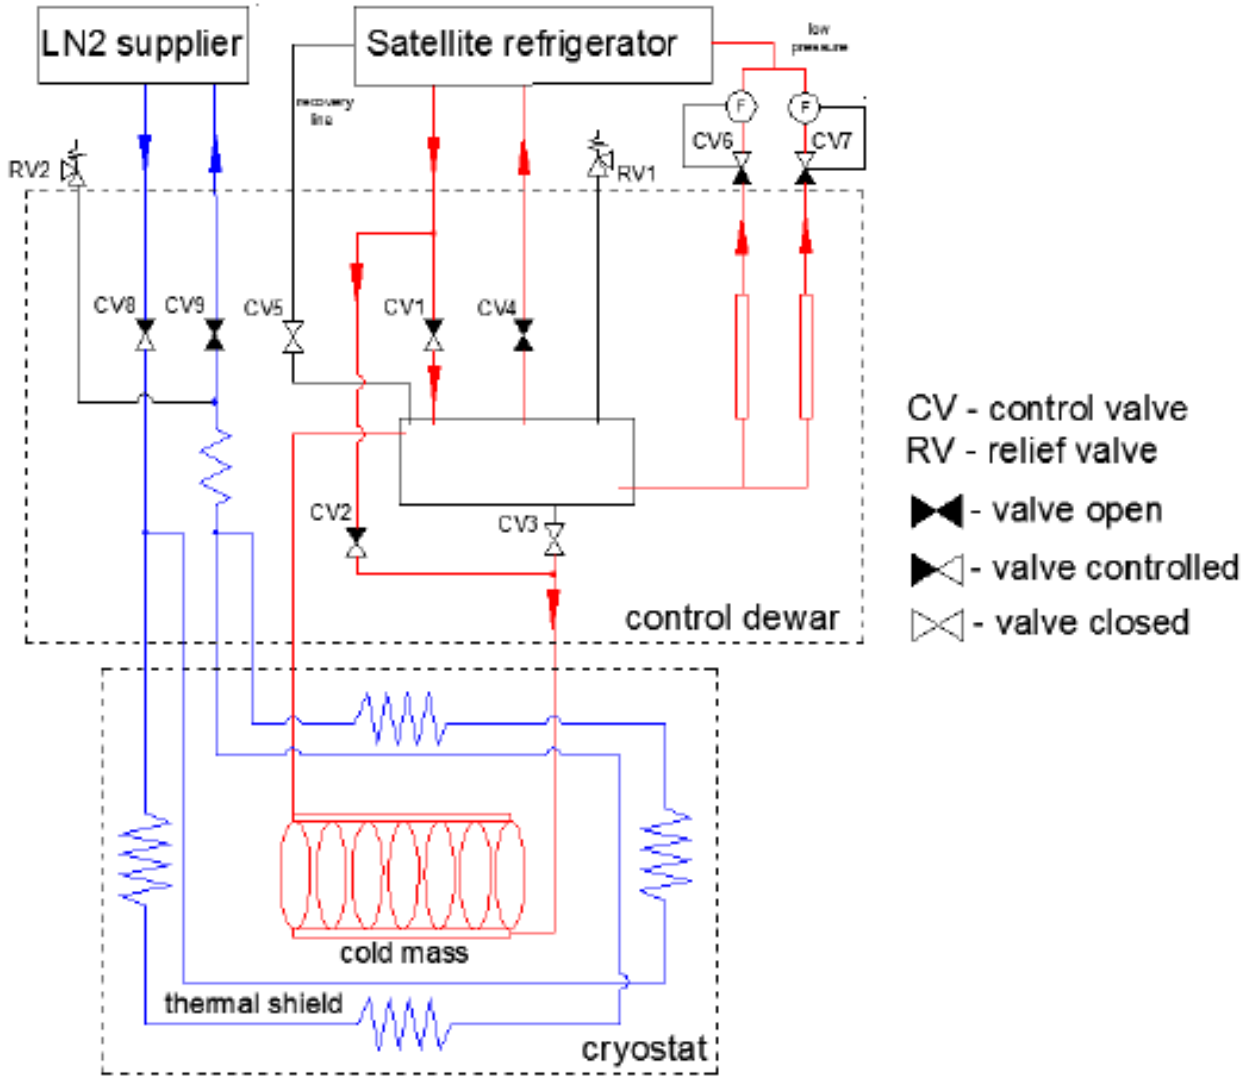 LN2 supplier
Satellite refrigerator
low
pressure
recovery
line
F
F
CV6
CV7
RV2
RV1
CV8
CV9
CV5
CV1
CV4
CV2
CV3
control dewar
CV - control valve
RV - relief valve
- valve open
- valve controlled
- valve closed
cold mass
thermal shield
cryostat